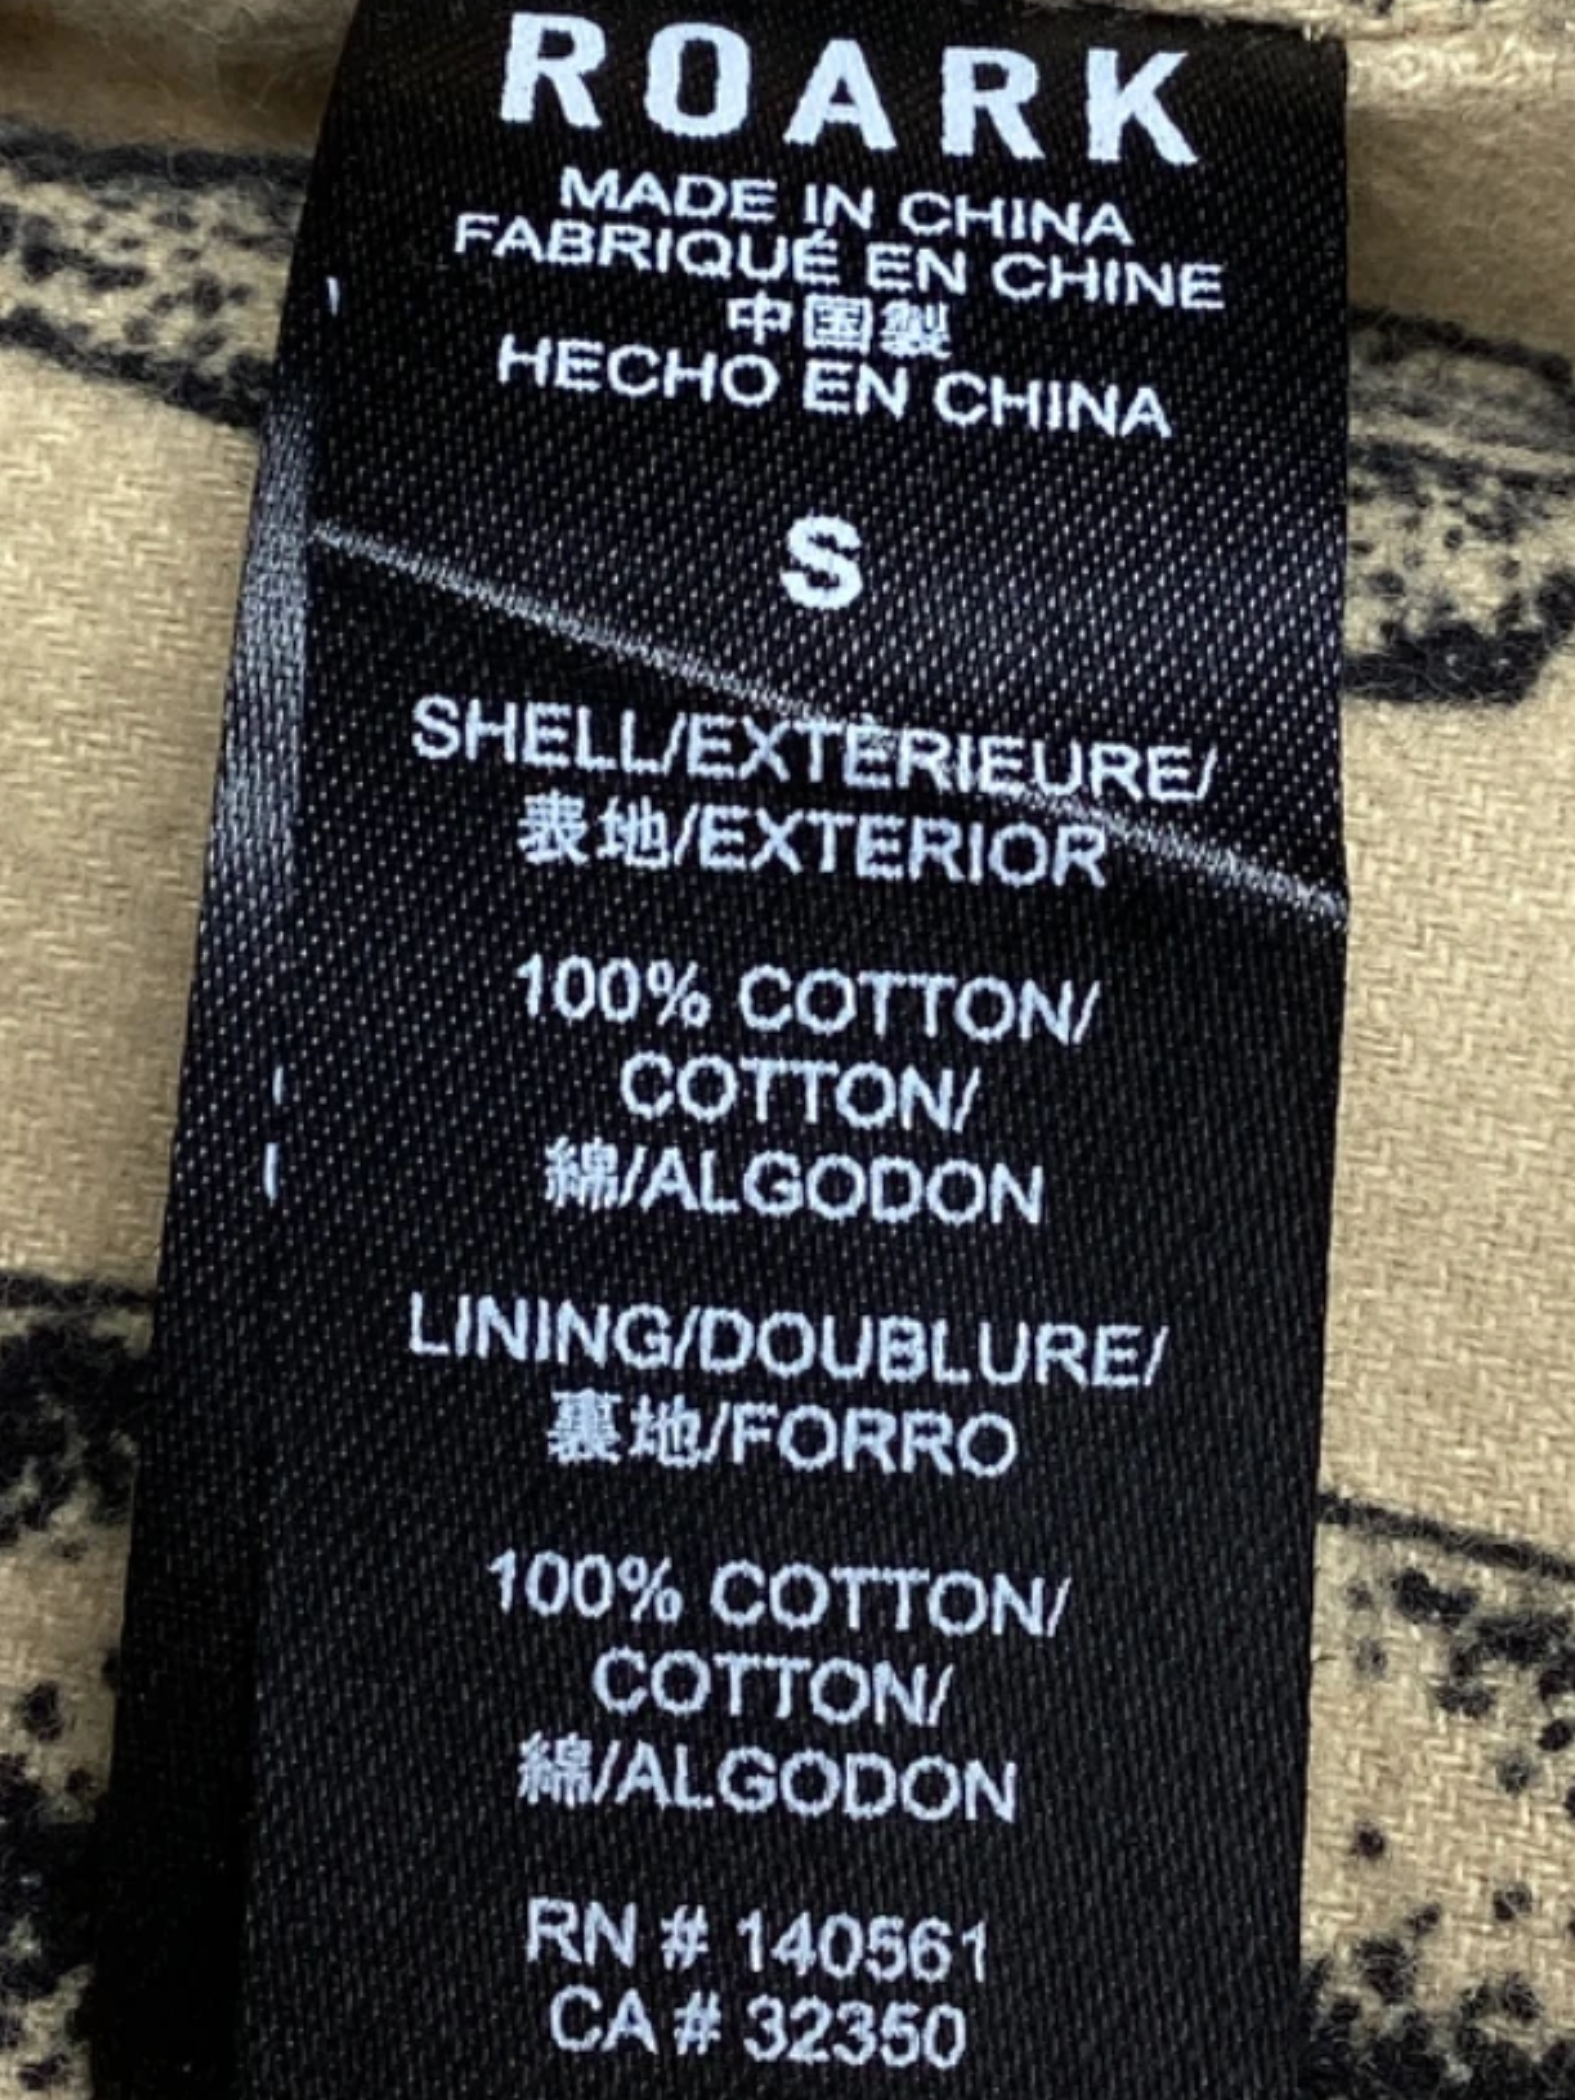 ROARK
MADE IN CHINA
FABRIQUÉ EN CHINE
中国製
HECHO EN CHINA
S
SHELL/EXTÈRIEURE/
表地/EXTERIOR
100% COTTON/
COTTON/
綿/ALGODON
LINING/DOUBLURE/
裏地/FORRO
100% COTTON/
COTTON/
綿/ALGODON
RN # 140561
CA # 32350